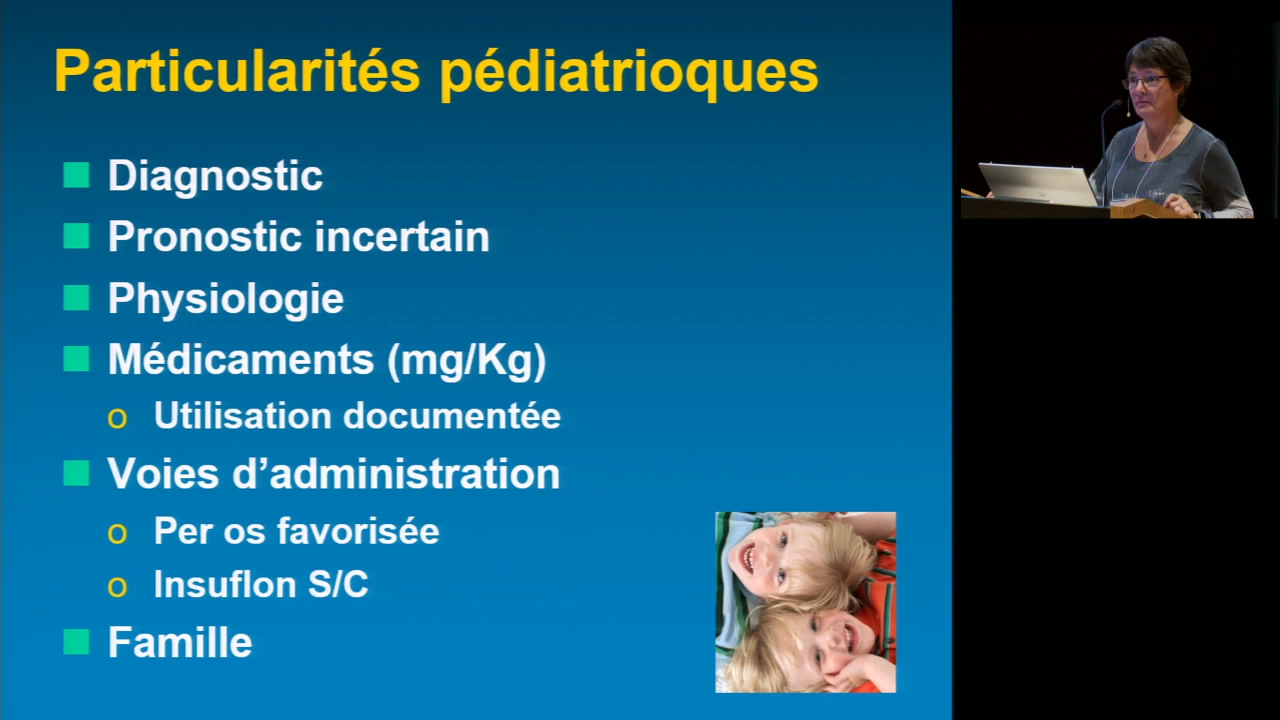 Particularités pédiatrioques
Diagnostic
Pronostic incertain
Physiologie
Médicaments (mg/Kg)
o Utilisation documentée
Voies d’administration
o Per os favorisée
o Insuflon S/C
Famille